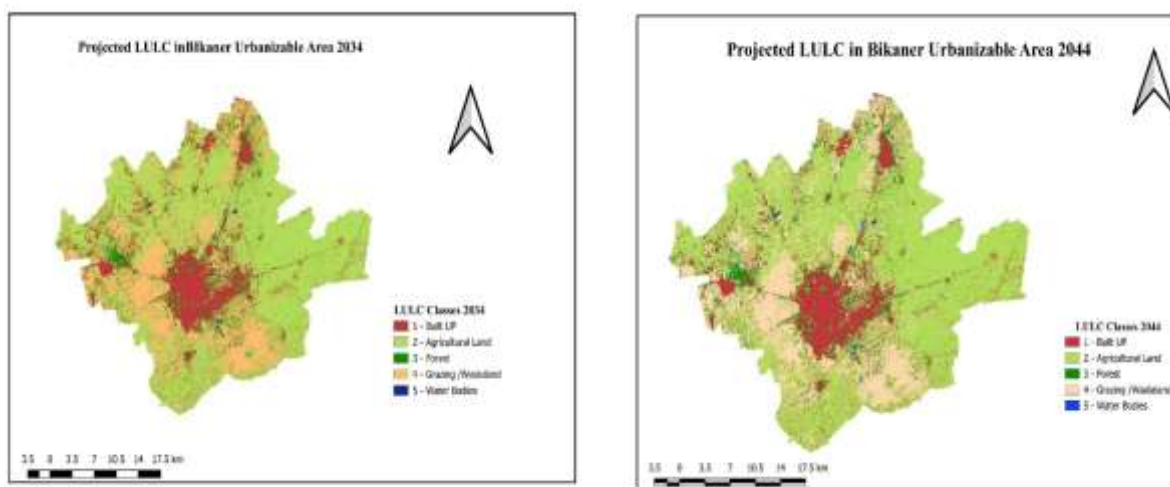 Projected LULC inBikaner Urbanizable Area 2034
LULC Classes 2034
1 - Built UP
2 - Agricultural Land
3 - Forest
4 - Grazing /Wasteland
5 - Water Bodies
3.5 0 3.5 7 10.5 14 17.5 km
Projected LULC in Bikaner Urbanizable Area 2044
LULC Classes 2044
1 - Built UP
2 - Agricultural Land
3 - Forest
4 - Grazing /Wasteland
5 - Water Bodies
3.5 0 3.5 7 10.5 14 17.5 km